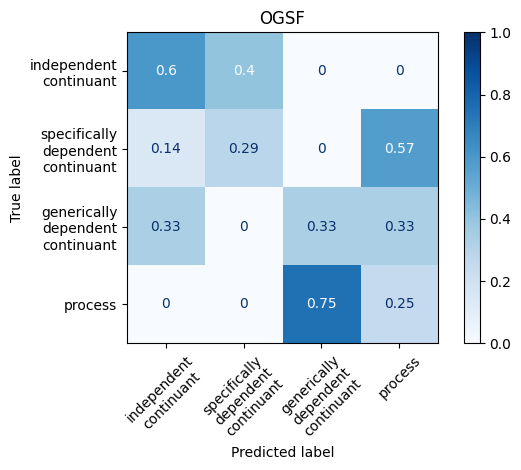 OGSF
True label
independent
continuant
0.6
0.4
0
0
specifically
dependent
continuant
0.14
0.29
0
0.57
generically
dependent
continuant
0.33
0
0.33
0.33
process
0
0
0.75
0.25
independent
continuant
specifically
dependent
continuant
generically
dependent
continuant
process
Predicted label
1.0
0.8
0.6
0.4
0.2
0.0